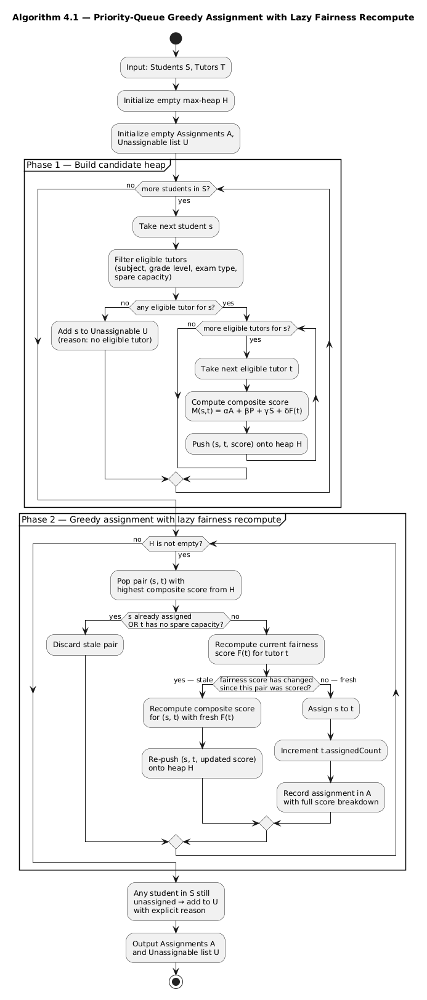 Algorithm 4.1 — Priority-Queue Greedy Assignment with Lazy Fairness Recompute
Input: Students S, Tutors T
Initialize empty max-heap H
Initialize empty Assignments A,
Unassignable list U
Phase 1 — Build candidate heap
no
more students in S?
yes
Take next student s
Filter eligible tutors
(subject, grade level, exam type,
spare capacity)
no
any eligible tutor for s?
yes
Add s to Unassignable U
(reason: no eligible tutor)
no
more eligible tutors for s?
yes
Take next eligible tutor t
Compute composite score
M(s,t) = αA + βP + γS + δF(t)
Push (s, t, score) onto heap H
Phase 2 — Greedy assignment with lazy fairness recompute
no
H is not empty?
yes
Pop pair (s, t) with
highest composite score from H
yes
s already assigned
OR t has no spare capacity?
no
Discard stale pair
Recompute current fairness
score F(t) for tutor t
yes — stale
fairness score has changed
since this pair was scored?
no — fresh
Recompute composite score
for (s, t) with fresh F(t)
Re-push (s, t, updated score)
onto heap H
Assign s to t
Increment t.assignedCount
Record assignment in A
with full score breakdown
Any student in S still
unassigned → add to U
with explicit reason
Output Assignments A
and Unassignable list U